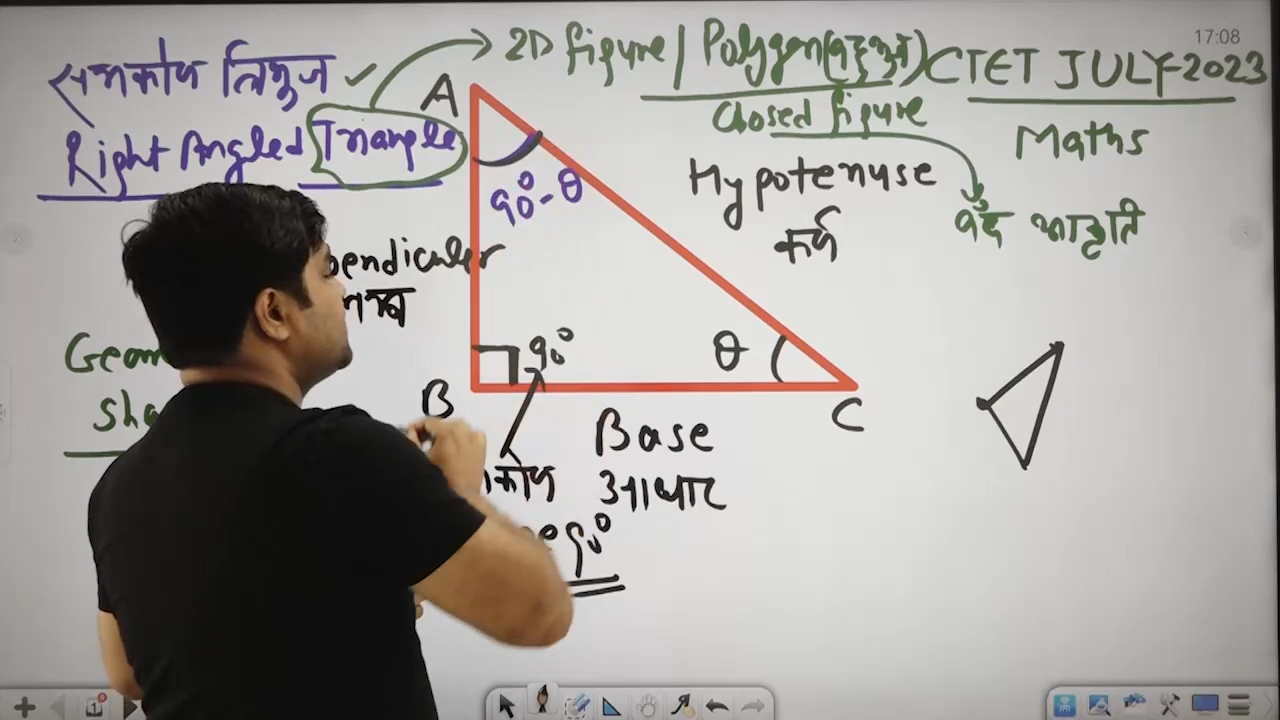 17:08
समकोण त्रिभुज
2D figure / Polygon(बहुभुज)
CTET JULY-2023
Right Angled Triangle
Closed figure
Maths
A
Hypotenuse
कर्ण
बंद आकृति
90°-θ
90°
θ
B
C
Base
आधार
90°
1